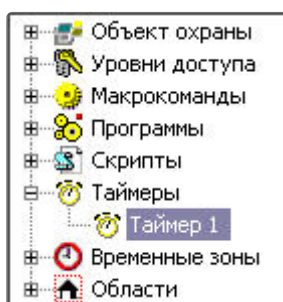 Объект охраны
Уровни доступа
Макрокоманды
Программы
Скрипты
Таймеры
Таймер 1
Временные зоны
Области